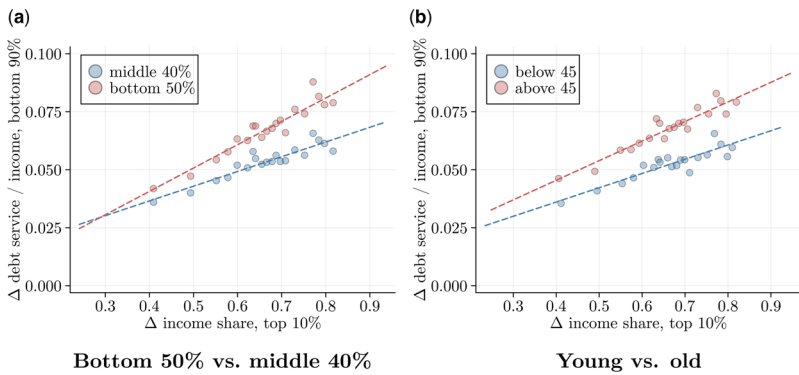 (a)
Δ debt service / income, bottom 90%
0.100
0.075
0.050
0.025
0.000
middle 40%
bottom 50%
0.3 0.4 0.5 0.6 0.7 0.8 0.9
Δ income share, top 10%
Bottom 50% vs. middle 40%
(b)
Δ debt service / income, bottom 90%
0.100
0.075
0.050
0.025
0.000
below 45
above 45
0.3 0.4 0.5 0.6 0.7 0.8 0.9
Δ income share, top 10%
Young vs. old